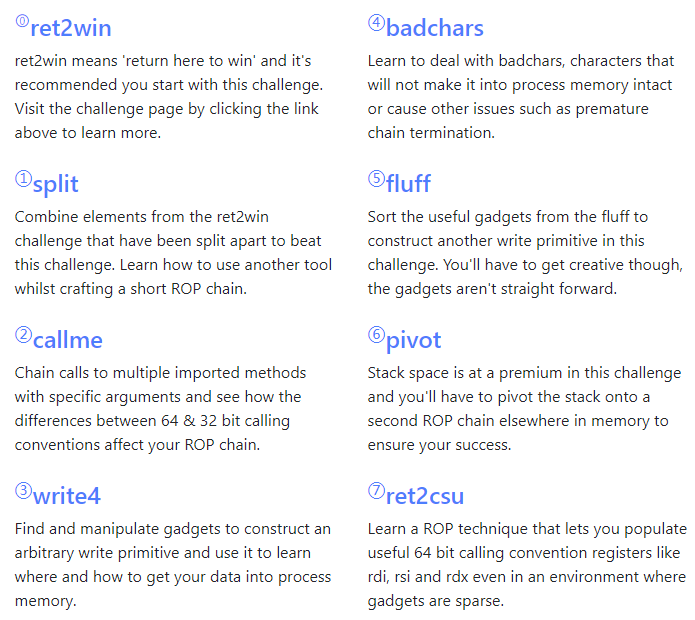 ⓪ret2win
ret2win means 'return here to win' and it's
recommended you start with this challenge.
Visit the challenge page by clicking the link
above to learn more.
①split
Combine elements from the ret2win
challenge that have been split apart to beat
this challenge. Learn how to use another tool
whilst crafting a short ROP chain.
②callme
Chain calls to multiple imported methods
with specific arguments and see how the
differences between 64 & 32 bit calling
conventions affect your ROP chain.
③write4
Find and manipulate gadgets to construct an
arbitrary write primitive and use it to learn
where and how to get your data into process
memory.
④badchars
Learn to deal with badchars, characters that
will not make it into process memory intact
or cause other issues such as premature
chain termination.
⑤fluff
Sort the useful gadgets from the fluff to
construct another write primitive in this
challenge. You'll have to get creative though,
the gadgets aren't straight forward.
⑥pivot
Stack space is at a premium in this challenge
and you'll have to pivot the stack onto a
second ROP chain elsewhere in memory to
ensure your success.
⑦ret2csu
Learn a ROP technique that lets you populate
useful 64 bit calling convention registers like
rdi, rsi and rdx even in an environment where
gadgets are sparse.